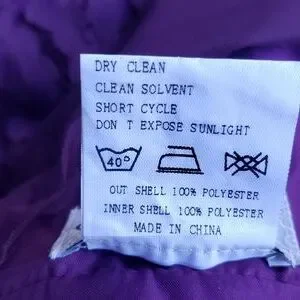 DRY CLEAN
CLEAN SOLVENT
SHORT CYCLE
DON T EXPOSE SUNLIGHT
40°
OUT SHELL 100% POLYESTER
INNER SHELL 100% POLYESTER
MADE IN CHINA